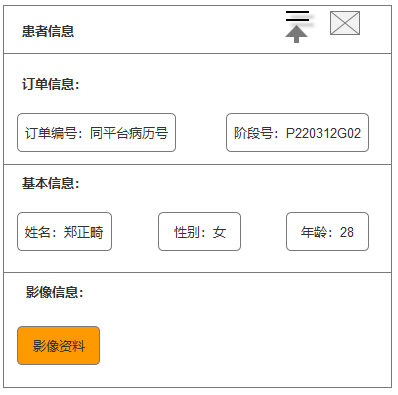 患者信息
订单信息：
订单编号：同平台病历号
阶段号：P220312G02
基本信息：
姓名：郑正畸
性别：女
年龄：28
影像信息：
影像资料